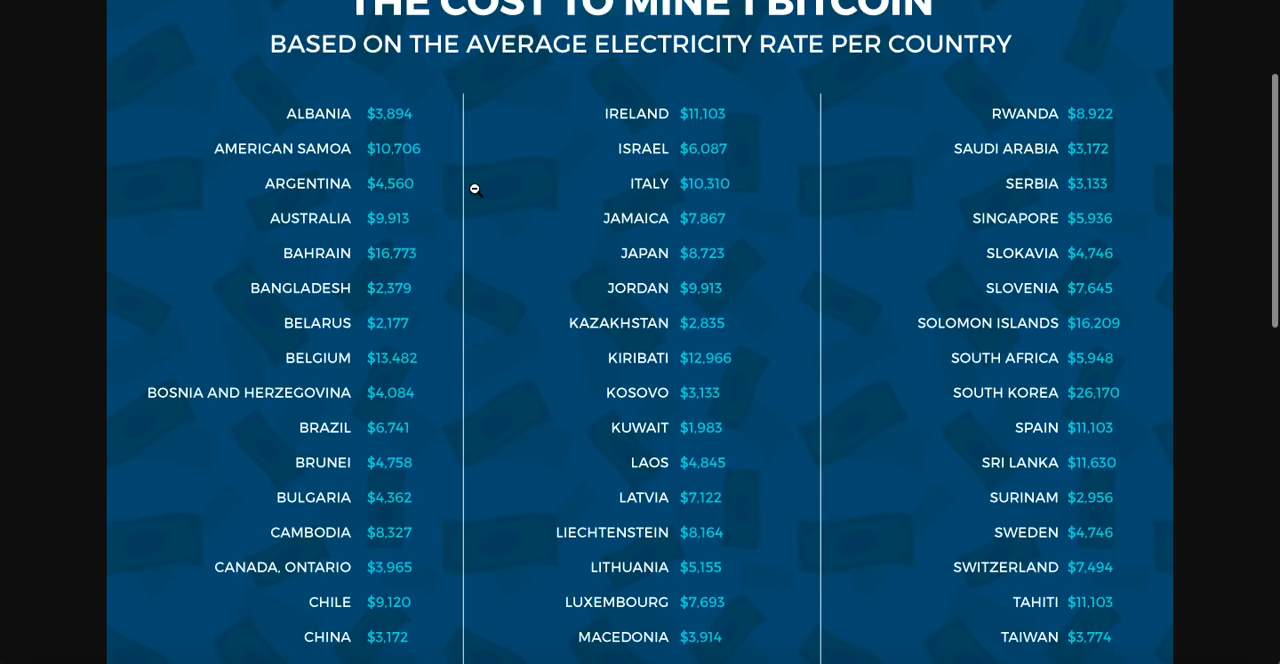 THE COST TO MINE 1 BITCOIN
BASED ON THE AVERAGE ELECTRICITY RATE PER COUNTRY
ALBANIA $3,894
AMERICAN SAMOA $10,706
ARGENTINA $4,560
AUSTRALIA $9,913
BAHRAIN $16,773
BANGLADESH $2,379
BELARUS $2,177
BELGIUM $13,482
BOSNIA AND HERZEGOVINA $4,084
BRAZIL $6,741
BRUNEI $4,758
BULGARIA $4,362
CAMBODIA $8,327
CANADA, ONTARIO $3,965
CHILE $9,120
CHINA $3,172
IRELAND $11,103
ISRAEL $6,087
ITALY $10,310
JAMAICA $7,867
JAPAN $8,723
JORDAN $9,913
KAZAKHSTAN $2,835
KIRIBATI $12,966
KOSOVO $3,133
KUWAIT $1,983
LAOS $4,845
LATVIA $7,122
LIECHTENSTEIN $8,164
LITHUANIA $5,155
LUXEMBOURG $7,693
MACEDONIA $3,914
RWANDA $8,922
SAUDI ARABIA $3,172
SERBIA $3,133
SINGAPORE $5,936
SLOKAVIA $4,746
SLOVENIA $7,645
SOLOMON ISLANDS $16,209
SOUTH AFRICA $5,948
SOUTH KOREA $26,170
SPAIN $11,103
SRI LANKA $11,630
SURINAM $2,956
SWEDEN $4,746
SWITZERLAND $7,494
TAHITI $11,103
TAIWAN $3,774